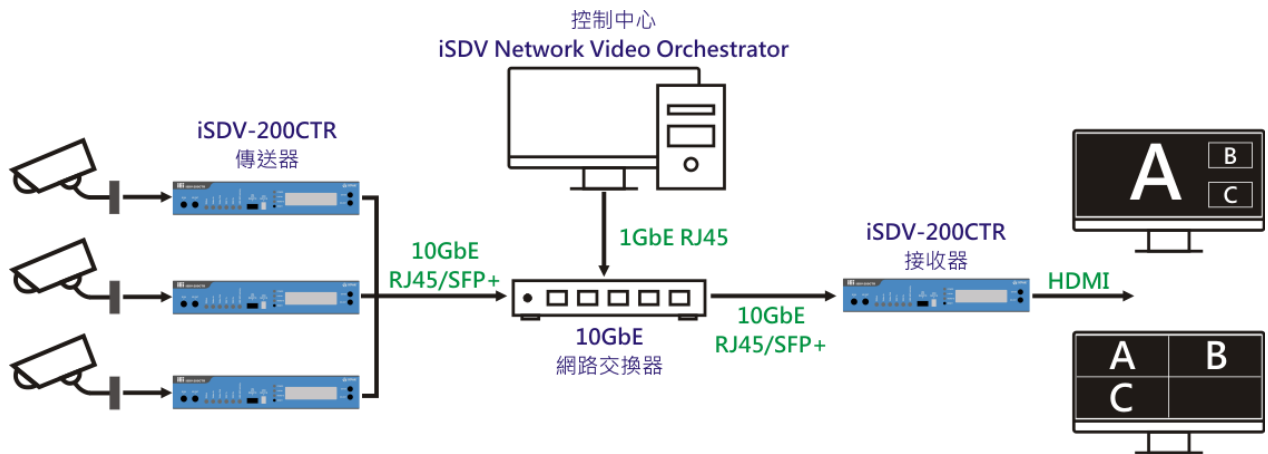 控制中心
iSDV Network Video Orchestrator
iSDV-200CTR
傳送器
10GbE
RJ45/SFP+
1GbE RJ45
10GbE
網路交換器
10GbE
RJ45/SFP+
iSDV-200CTR
接收器
HDMI
A
B
C
A
B
C